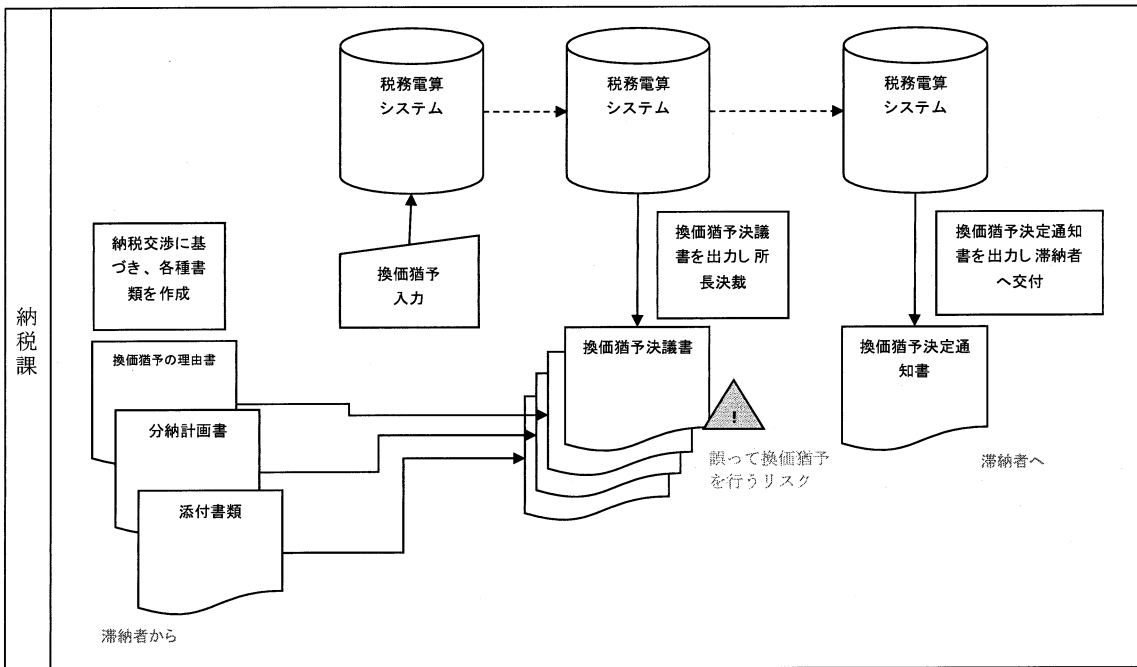 納税課
税務電算
システム
税務電算
システム
税務電算
システム
納税交渉に基
づき、各種書
類を作成
換価猶予
入力
換価猶予決議
書を出力し所
長決裁
換価猶予決定通知
書を出力し滞納者
へ交付
換価猶予の理由書
分納計画書
添付書類
滞納者から
換価猶予決議書
!
誤って換価猶予
を行うリスク
換価猶予決定通
知書
滞納者へ